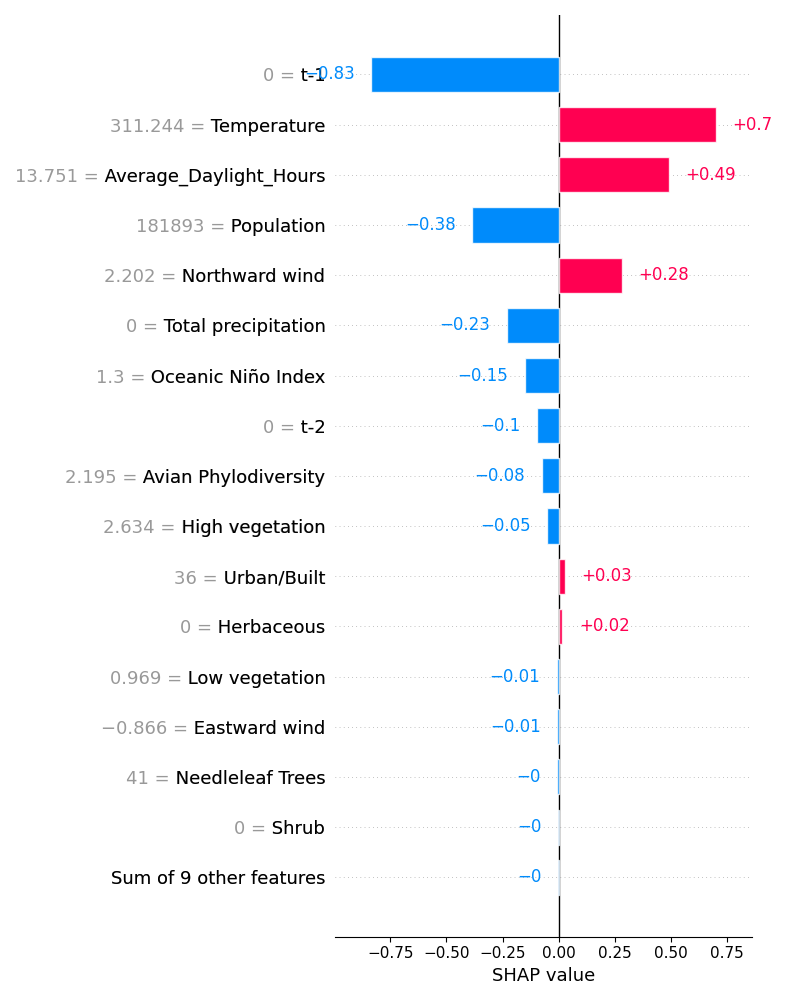 0 = t-1 −0.83
311.244 = Temperature +0.7
13.751 = Average_Daylight_Hours +0.49
181893 = Population −0.38
2.202 = Northward wind +0.28
0 = Total precipitation −0.23
1.3 = Oceanic Niño Index −0.15
0 = t-2 −0.1
2.195 = Avian Phylodiversity −0.08
2.634 = High vegetation −0.05
36 = Urban/Built +0.03
0 = Herbaceous +0.02
0.969 = Low vegetation −0.01
−0.866 = Eastward wind −0.01
41 = Needleleaf Trees −0
0 = Shrub −0
Sum of 9 other features −0
−0.75 −0.50 −0.25 0.00 0.25 0.50 0.75
SHAP value